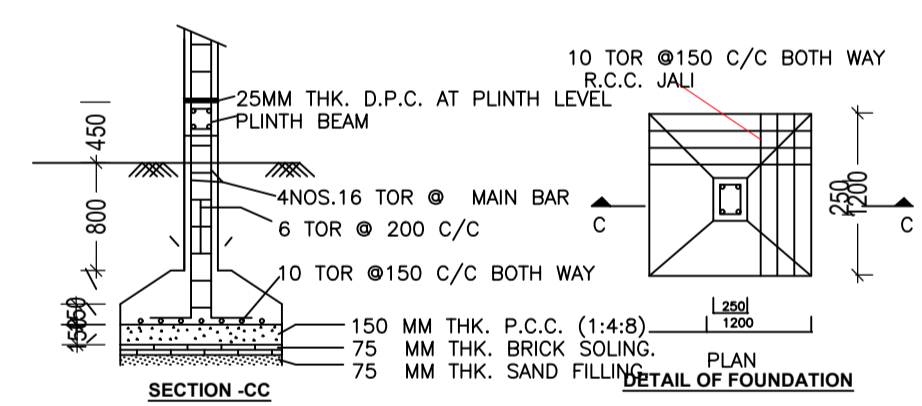 10 TOR @150 C/C BOTH WAY
R.C.C. JALI
25MM THK. D.P.C. AT PLINTH LEVEL
PLINTH BEAM
450
4NOS.16 TOR @ MAIN BAR
6 TOR @ 200 C/C
800
10 TOR @150 C/C BOTH WAY
150 MM THK. P.C.C. (1:4:8)
75 MM THK. BRICK SOLING.
75 MM THK. SAND FILLING.
SECTION -CC
C
C
250
1200
250
1200
PLAN
DETAIL OF FOUNDATION